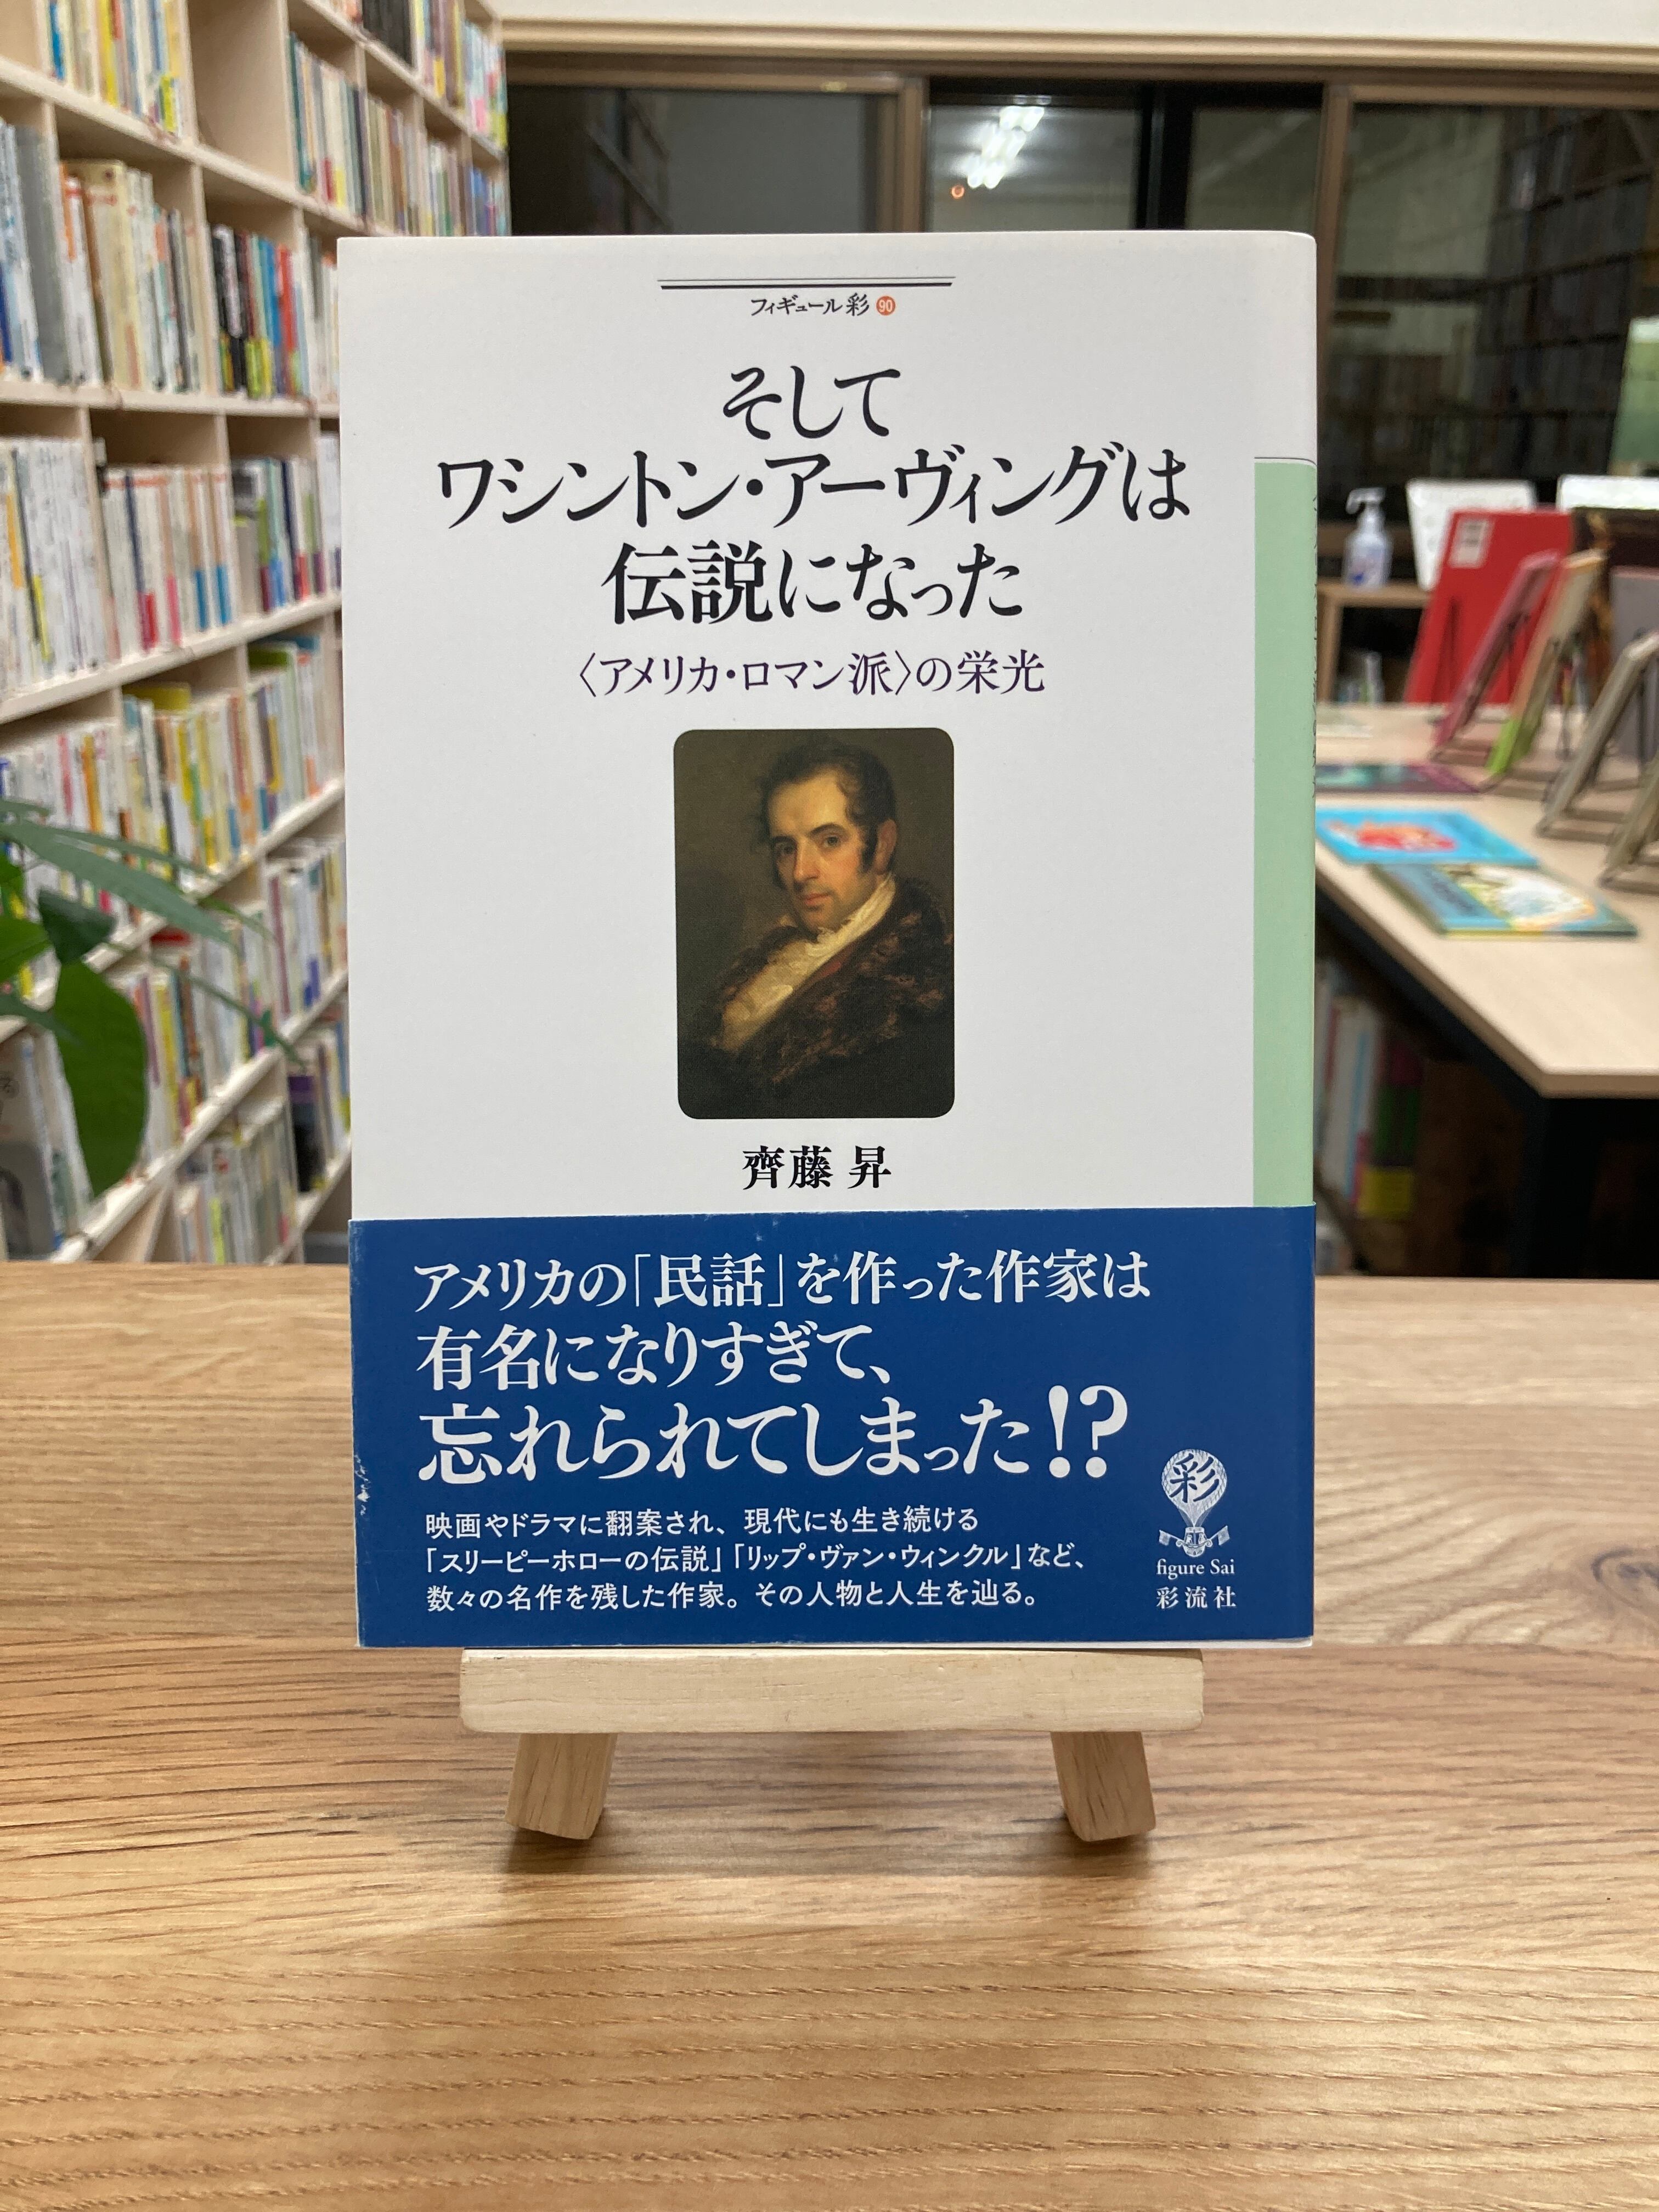 フィギュール彩 90
そして
ワシントン・アーヴィングは
伝説になった
〈アメリカ・ロマン派〉の栄光
齊藤 昇
アメリカの「民話」を作った作家は
有名になりすぎて、
忘れられてしまった!?
映画やドラマに翻案され、現代にも生き続ける
「スリーピーホローの伝説」「リップ・ヴァン・ウィンクル」など、
数々の名作を残した作家。その人物と人生を辿る。
彩
figure Sai
彩流社